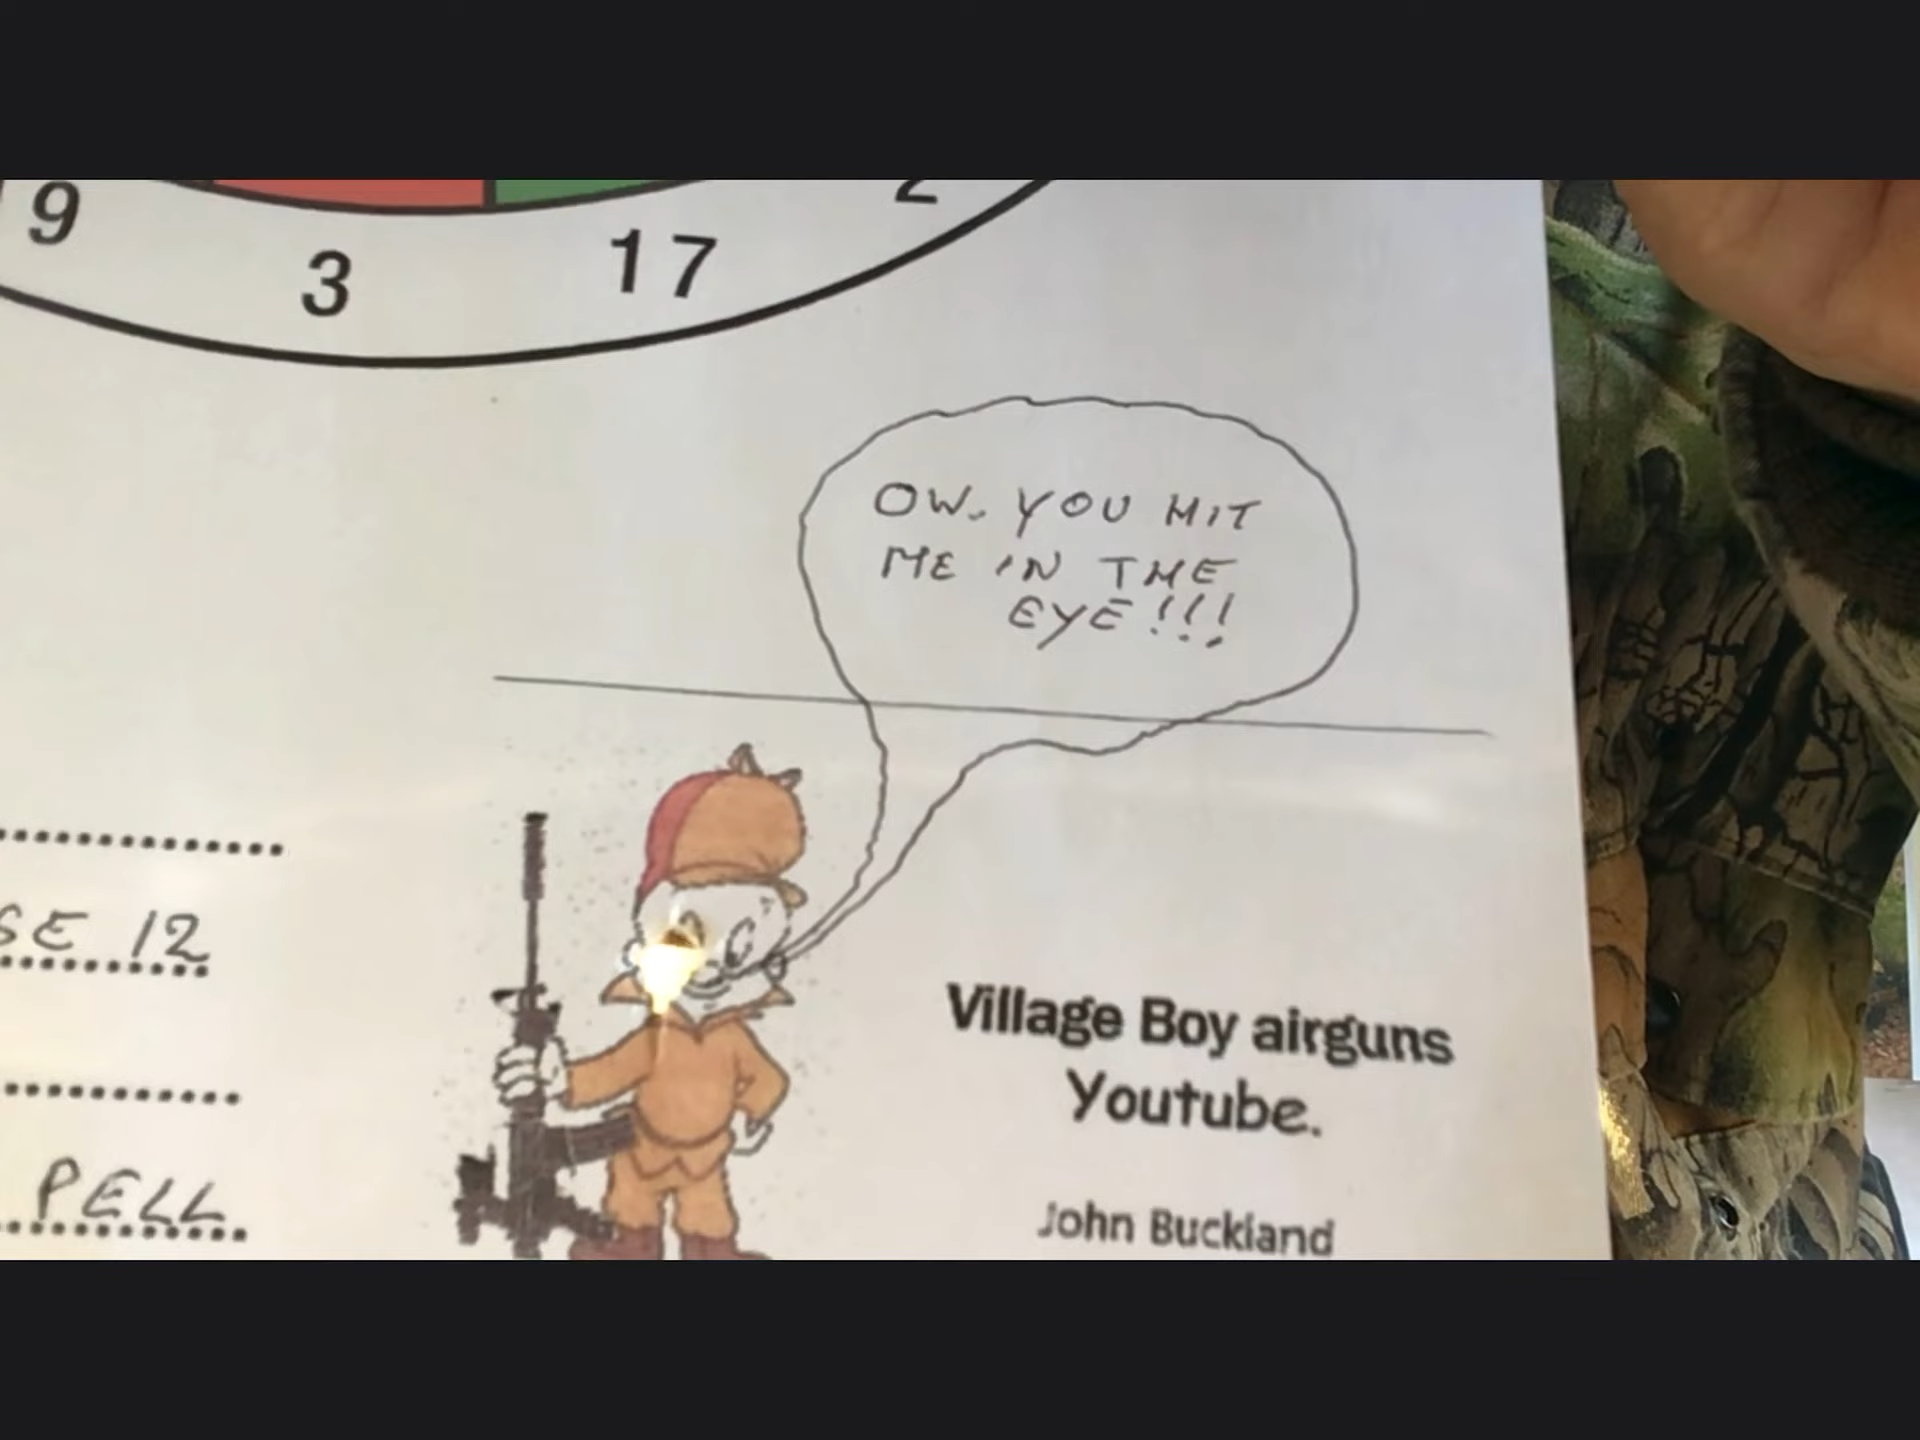 9
3
17
2
OW. YOU HIT
ME IN THE
EYE!!!
SE 12
PELL
Village Boy airguns
Youtube.
John Buckland